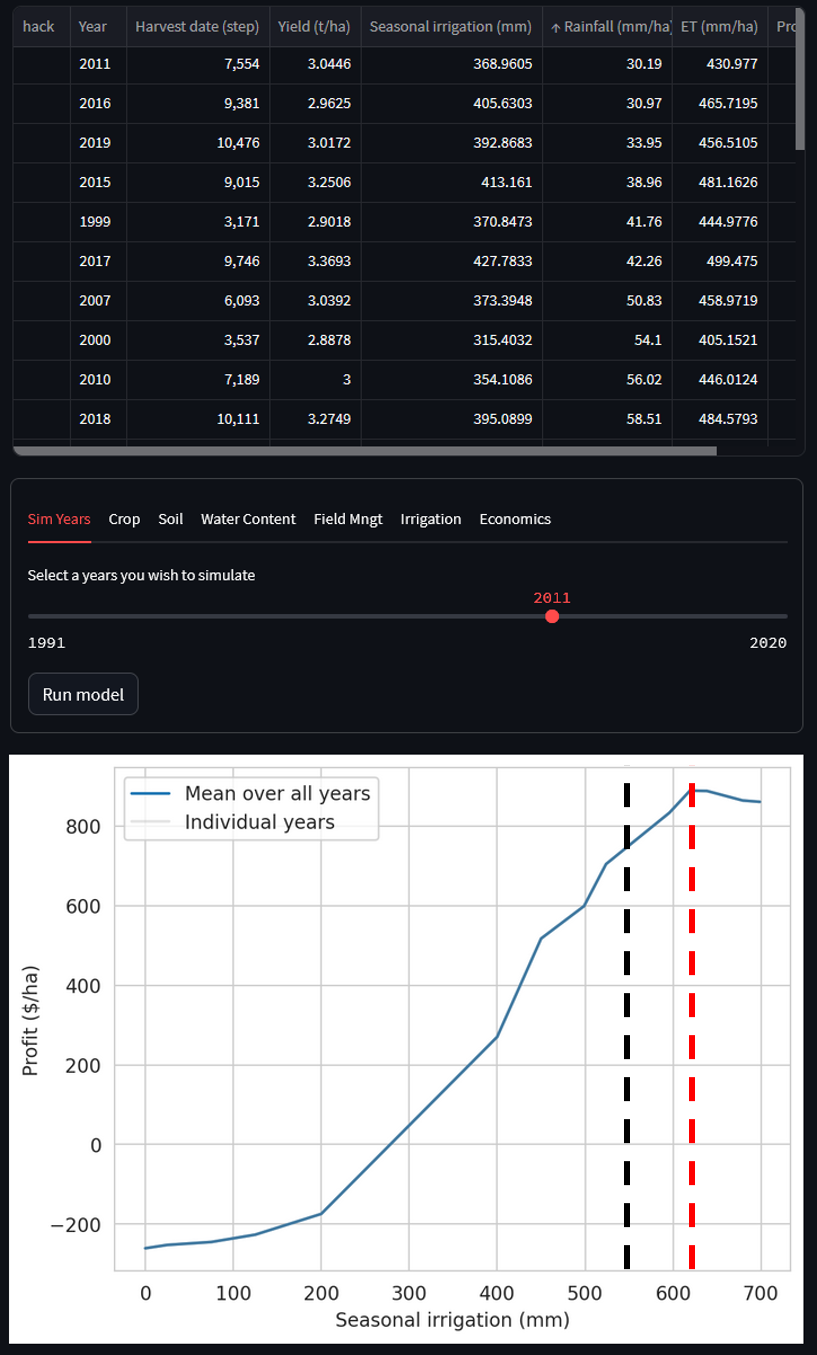 hack Year Harvest date (step) Yield (t/ha) Seasonal irrigation (mm) ↑ Rainfall (mm/ha) ET (mm/ha) Pro
2011 7,554 3.0446 368.9605 30.19 430.977
2016 9,381 2.9625 405.6303 30.97 465.7195
2019 10,476 3.0172 392.8683 33.95 456.5105
2015 9,015 3.2506 413.161 38.96 481.1626
1999 3,171 2.9018 370.8473 41.76 444.9776
2017 9,746 3.3693 427.7833 42.26 499.475
2007 6,093 3.0392 373.3948 50.83 458.9719
2000 3,537 2.8878 315.4032 54.1 405.1521
2010 7,189 3 354.1086 56.02 446.0124
2018 10,111 3.2749 395.0899 58.51 484.5793
Sim Years Crop Soil Water Content Field Mngt Irrigation Economics
Select a years you wish to simulate
2011
1991 2020
Run model
Mean over all years
Individual years
Profit ($/ha)
800
600
400
200
0
−200
0 100 200 300 400 500 600 700
Seasonal irrigation (mm)